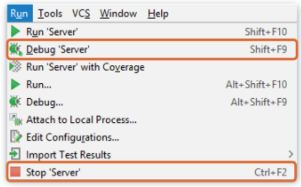 Run Tools VCS Window Help
Run 'Server' Shift+F10
Debug 'Server' Shift+F9
Run 'Server' with Coverage
Run... Alt+Shift+F10
Debug... Alt+Shift+F9
Attach to Local Process...
Edit Configurations...
Import Test Results
Stop 'Server' Ctrl+F2